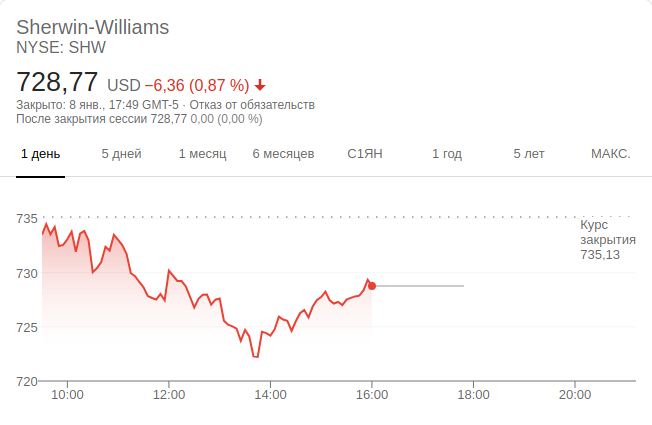 Sherwin-Williams
NYSE: SHW
728,77 USD −6,36 (0,87 %)
Закрыто: 8 янв., 17:49 GMT-5 · Отказ от обязательств
После закрытия сессии 728,77 0,00 (0,00 %)
1 день 5 дней 1 месяц 6 месяцев С1ЯН 1 год 5 лет МАКС.
735
Курс
закрытия
735,13
730
725
720
10:00 12:00 14:00 16:00 18:00 20:00